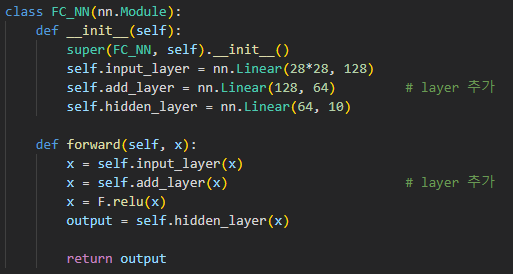 class FC_NN(nn.Module):
    def __init__(self):
        super(FC_NN, self).__init__()
        self.input_layer = nn.Linear(28*28, 128)
        self.add_layer = nn.Linear(128, 64)         # layer 추가
        self.hidden_layer = nn.Linear(64, 10)

    def forward(self, x):
        x = self.input_layer(x)
        x = self.add_layer(x)                       # layer 추가
        x = F.relu(x)
        output = self.hidden_layer(x)

        return output